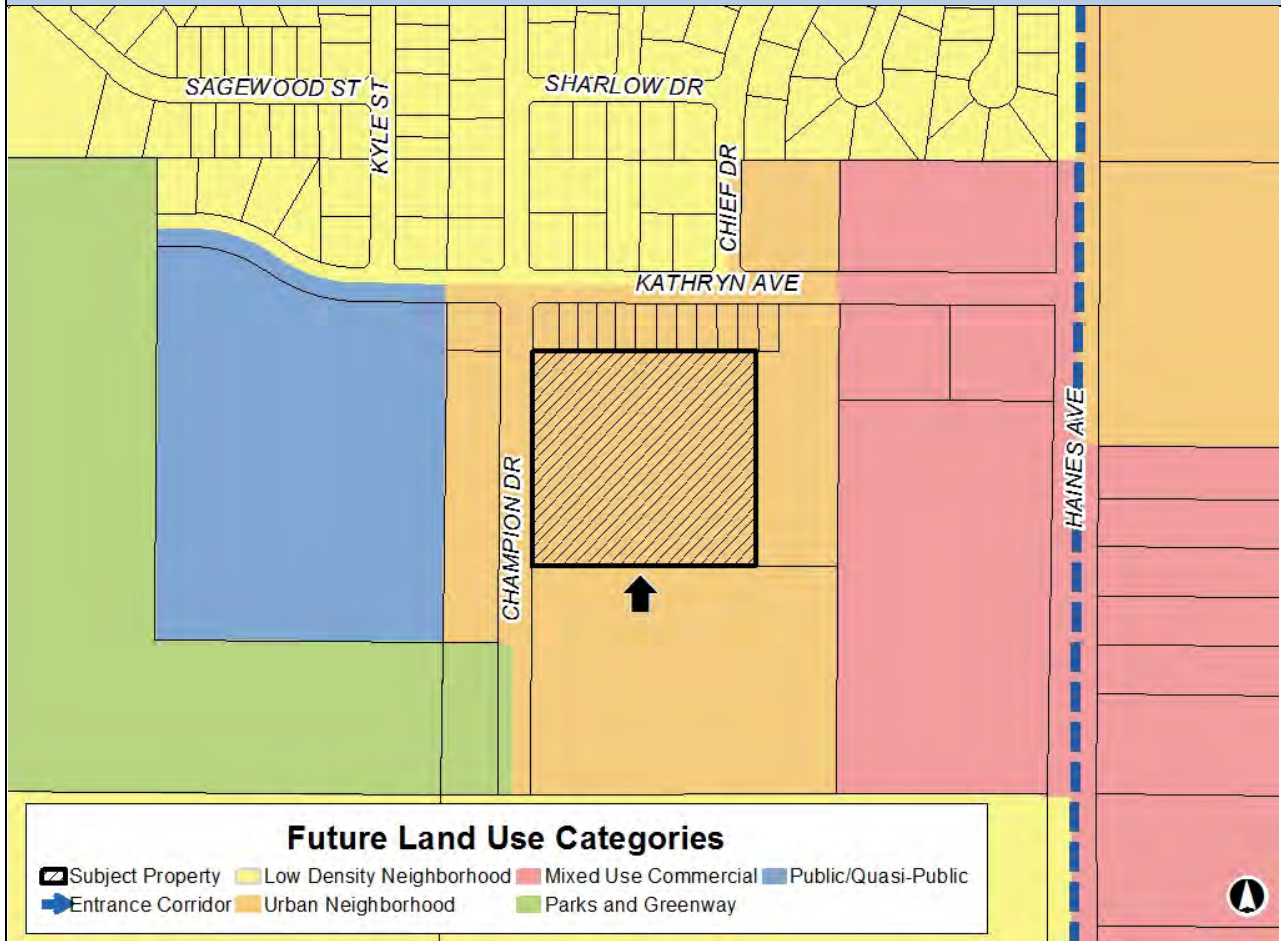 SAGEWOOD ST
SHARLOW DR
KYLE ST
CHIEF DR
KATHRYN AVE
CHAMPION DR
HAINES AVE
Future Land Use Categories
Subject Property Low Density Neighborhood Mixed Use Commercial Public/Quasi-Public
Entrance Corridor Urban Neighborhood Parks and Greenway